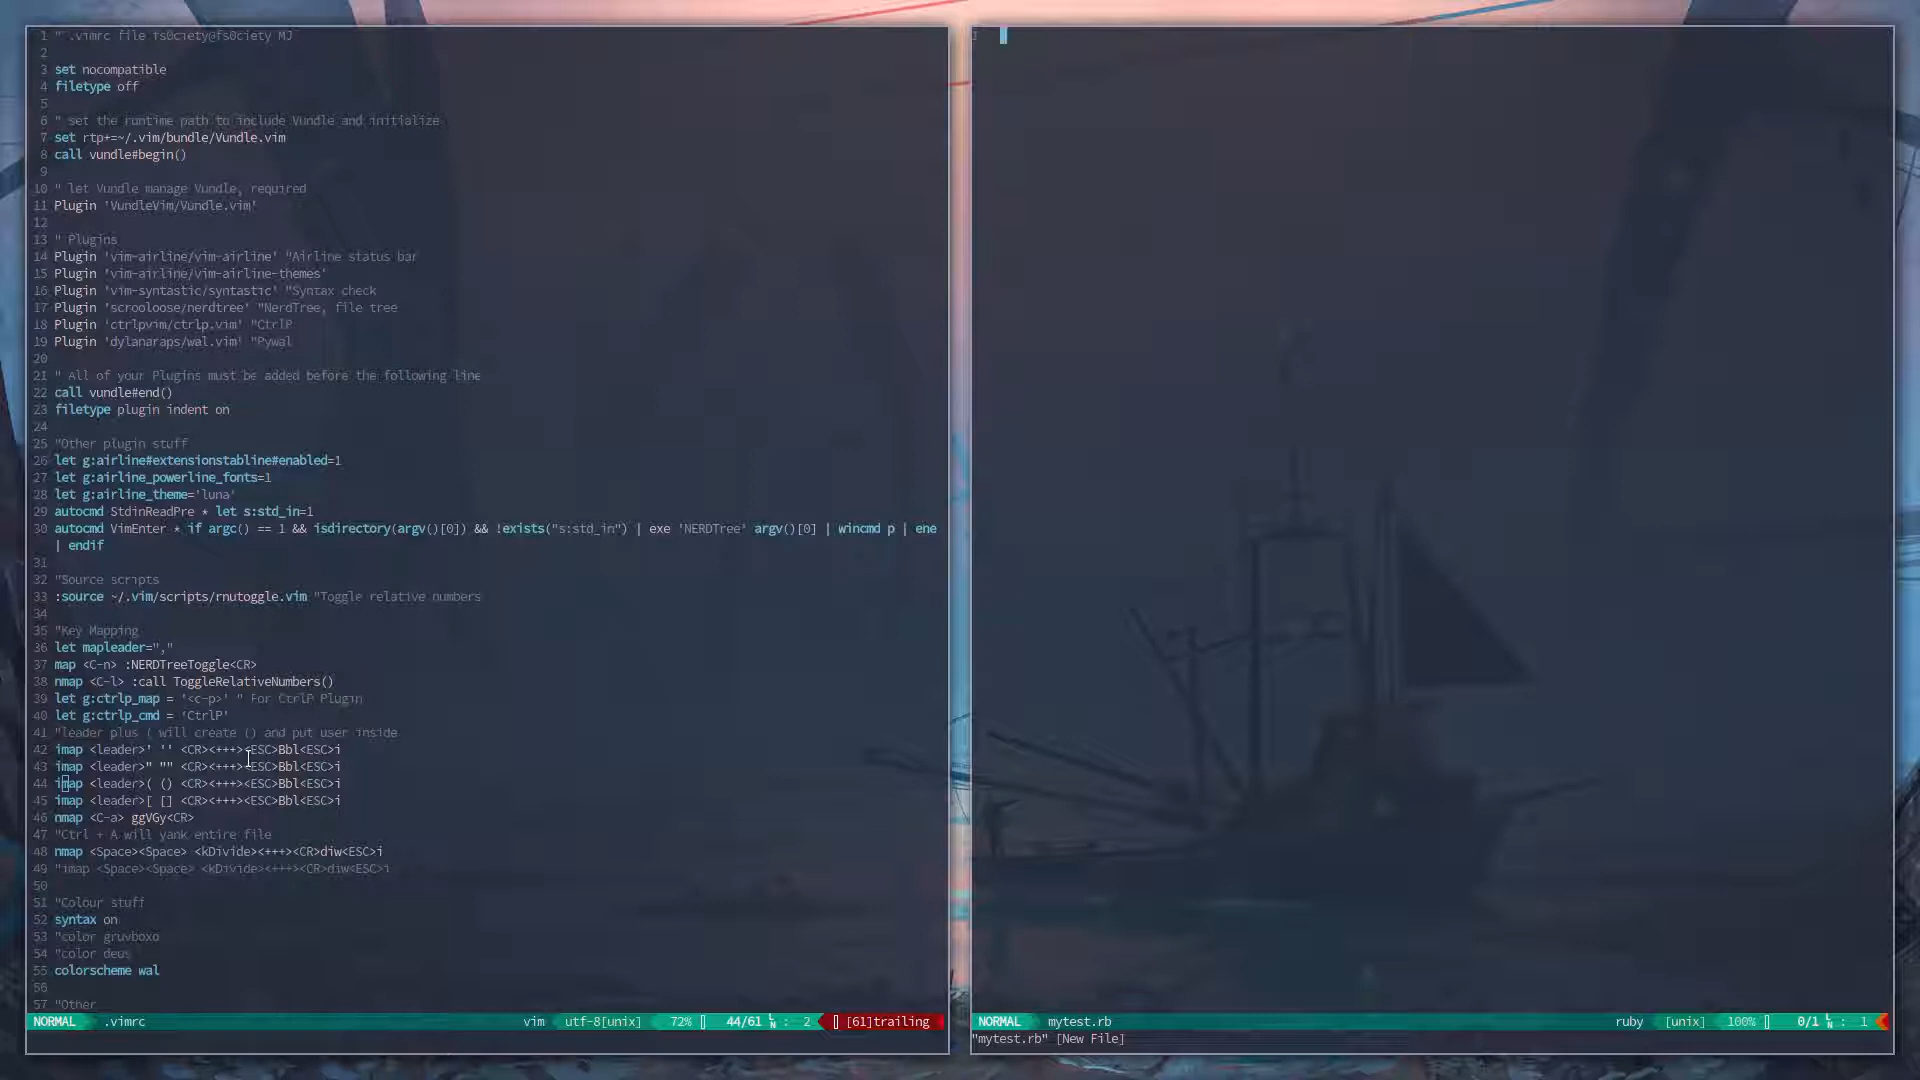 1 " .vimrc file fs0ciety@fs0ciety MJ
2
3 set nocompatible
4 filetype off
5
6 " set the runtime path to include Vundle and initialize
7 set rtp+=~/.vim/bundle/Vundle.vim
8 call vundle#begin()
9
10 " let Vundle manage Vundle, required
11 Plugin 'VundleVim/Vundle.vim'
12
13 " Plugins
14 Plugin 'vim-airline/vim-airline' "Airline status bar
15 Plugin 'vim-airline/vim-airline-themes'
16 Plugin 'vim-syntastic/syntastic' "Syntax check
17 Plugin 'scrooloose/nerdtree' "NerdTree, file tree
18 Plugin 'ctrlpvim/ctrlp.vim' "CtrlP
19 Plugin 'dylanaraps/wal.vim' "Pywal
20
21 " All of your Plugins must be added before the following line
22 call vundle#end()
23 filetype plugin indent on
24
25 "Other plugin stuff
26 let g:airline#extensionstabline#enabled=1
27 let g:airline_powerline_fonts=1
28 let g:airline_theme='luna'
29 autocmd StdinReadPre * let s:std_in=1
30 autocmd VimEnter * if argc() == 1 && isdirectory(argv()[0]) && !exists("s:std_in") | exe 'NERDTree' argv()[0] | wincmd p | ene
| endif
31
32 "Source scripts
33 :source ~/.vim/scripts/rnutoggle.vim "Toggle relative numbers
34
35 "Key Mapping
36 let mapleader=","
37 map <C-n> :NERDTreeToggle<CR>
38 nmap <C-l> :call ToggleRelativeNumbers()
39 let g:ctrlp_map = '<c-p>' " For CtrlP Plugin
40 let g:ctrlp_cmd = 'CtrlP'
41 "leader plus ( will create () and put user inside
42 imap <leader>' '' <CR><+++><ESC>Bbl<ESC>i
43 imap <leader>" "" <CR><+++><ESC>Bbl<ESC>i
44 imap <leader>( () <CR><+++><ESC>Bbl<ESC>i
45 imap <leader>[ [] <CR><+++><ESC>Bbl<ESC>i
46 nmap <C-a> ggVGy<CR>
47 "Ctrl + A will yank entire file
48 nmap <Space><Space> <kDivide><+++><CR>diw<ESC>i
49 "imap <Space><Space> <kDivide><+++><CR>diw<ESC>i
50
51 "Colour stuff
52 syntax on
53 "color gruvboxo
54 "color deus
55 colorscheme wal
56
57 "Other
NORMAL .vimrc vim utf-8[unix] 72% 44/61 LN : 2 [61]trailing
1
NORMAL mytest.rb ruby [unix] 100% 0/1 LN : 1
"mytest.rb" [New File]